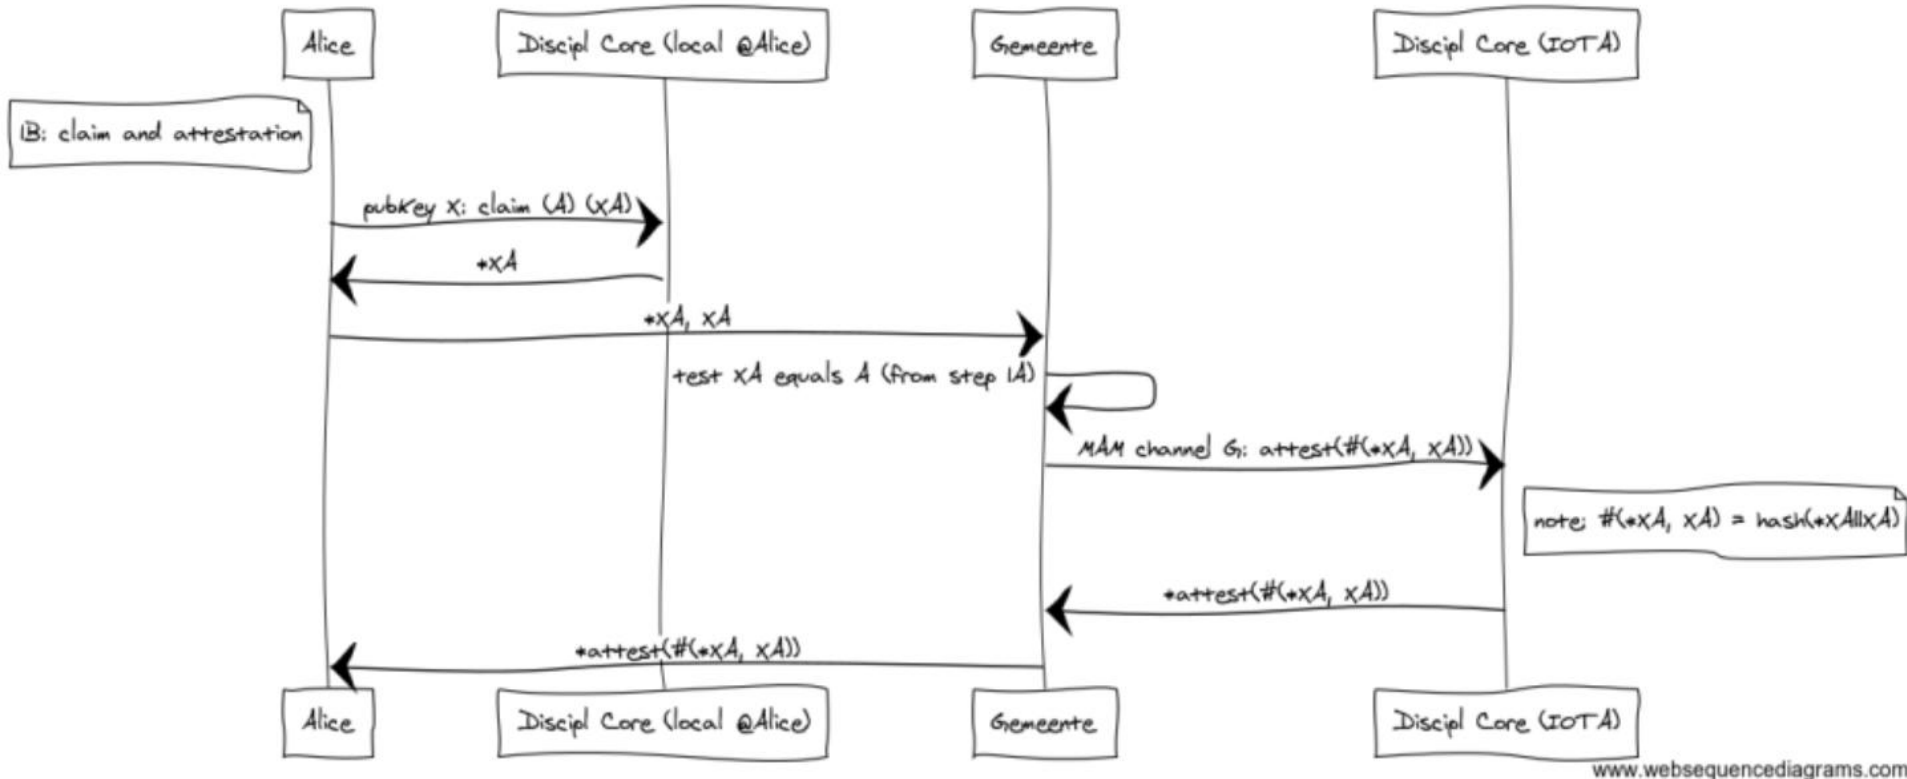 Alice
Discipl Core (local @Alice)
Gemeente
Discipl Core (IOTA)
1B: claim and attestation
pubkey X: claim (A) (XA)
*XA
*XA, XA
test XA equals A (from step 1A)
MAM channel G: attest(#(*XA, XA))
note: #(*XA, XA) = hash(*XA||XA)
*attest(#(*XA, XA))
*attest(#(*XA, XA))
Alice
Discipl Core (local @Alice)
Gemeente
Discipl Core (IOTA)
www.websequencediagrams.com